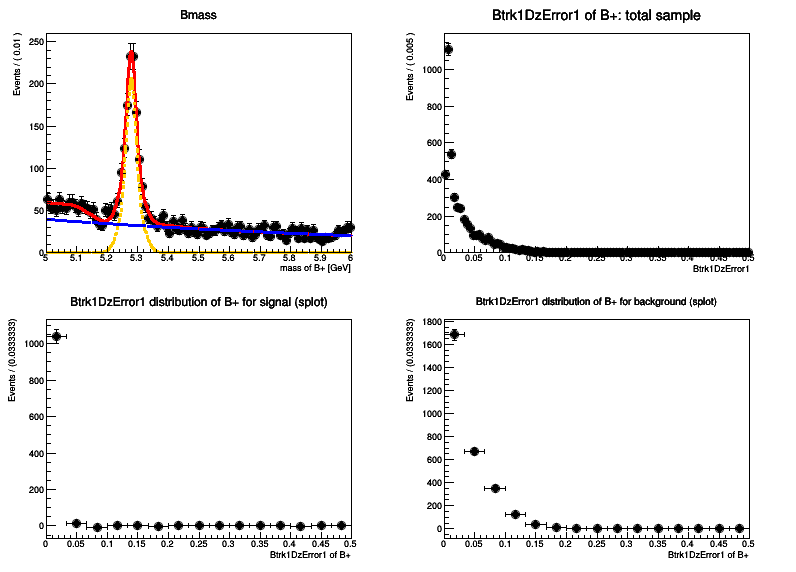 Bmass
Events / ( 0.01 )
250
200
150
100
50
0
5 5.1 5.2 5.3 5.4 5.5 5.6 5.7 5.8 5.9 6
mass of B+ [GeV]
Btrk1DzError1 of B+: total sample
Events / ( 0.005 )
1000
800
600
400
200
0
0 0.05 0.1 0.15 0.2 0.25 0.3 0.35 0.4 0.45 0.5
Btrk1DzError1
Btrk1DzError1 distribution of B+ for signal (splot)
Events / (0.0333333)
1000
800
600
400
200
0
0 0.05 0.1 0.15 0.2 0.25 0.3 0.35 0.4 0.45 0.5
Btrk1DzError1 of B+
Btrk1DzError1 distribution of B+ for background (splot)
Events / (0.0333333)
1800
1600
1400
1200
1000
800
600
400
200
0
0 0.05 0.1 0.15 0.2 0.25 0.3 0.35 0.4 0.45 0.5
Btrk1DzError1 of B+